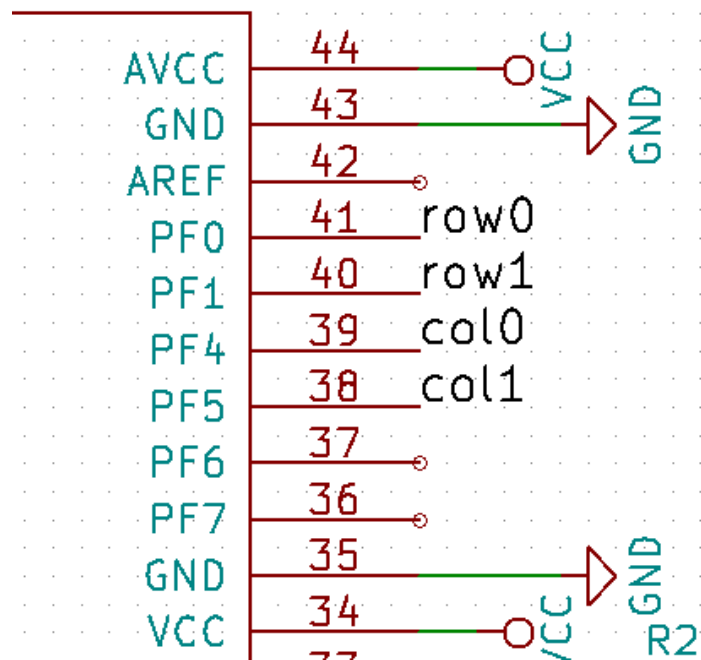 AVCC 44 VCC
GND 43 GND
AREF 42
PF0 41 row0
PF1 40 row1
PF4 39 col0
PF5 38 col1
PF6 37
PF7 36
GND 35 GND
VCC 34 VCC
R2
33